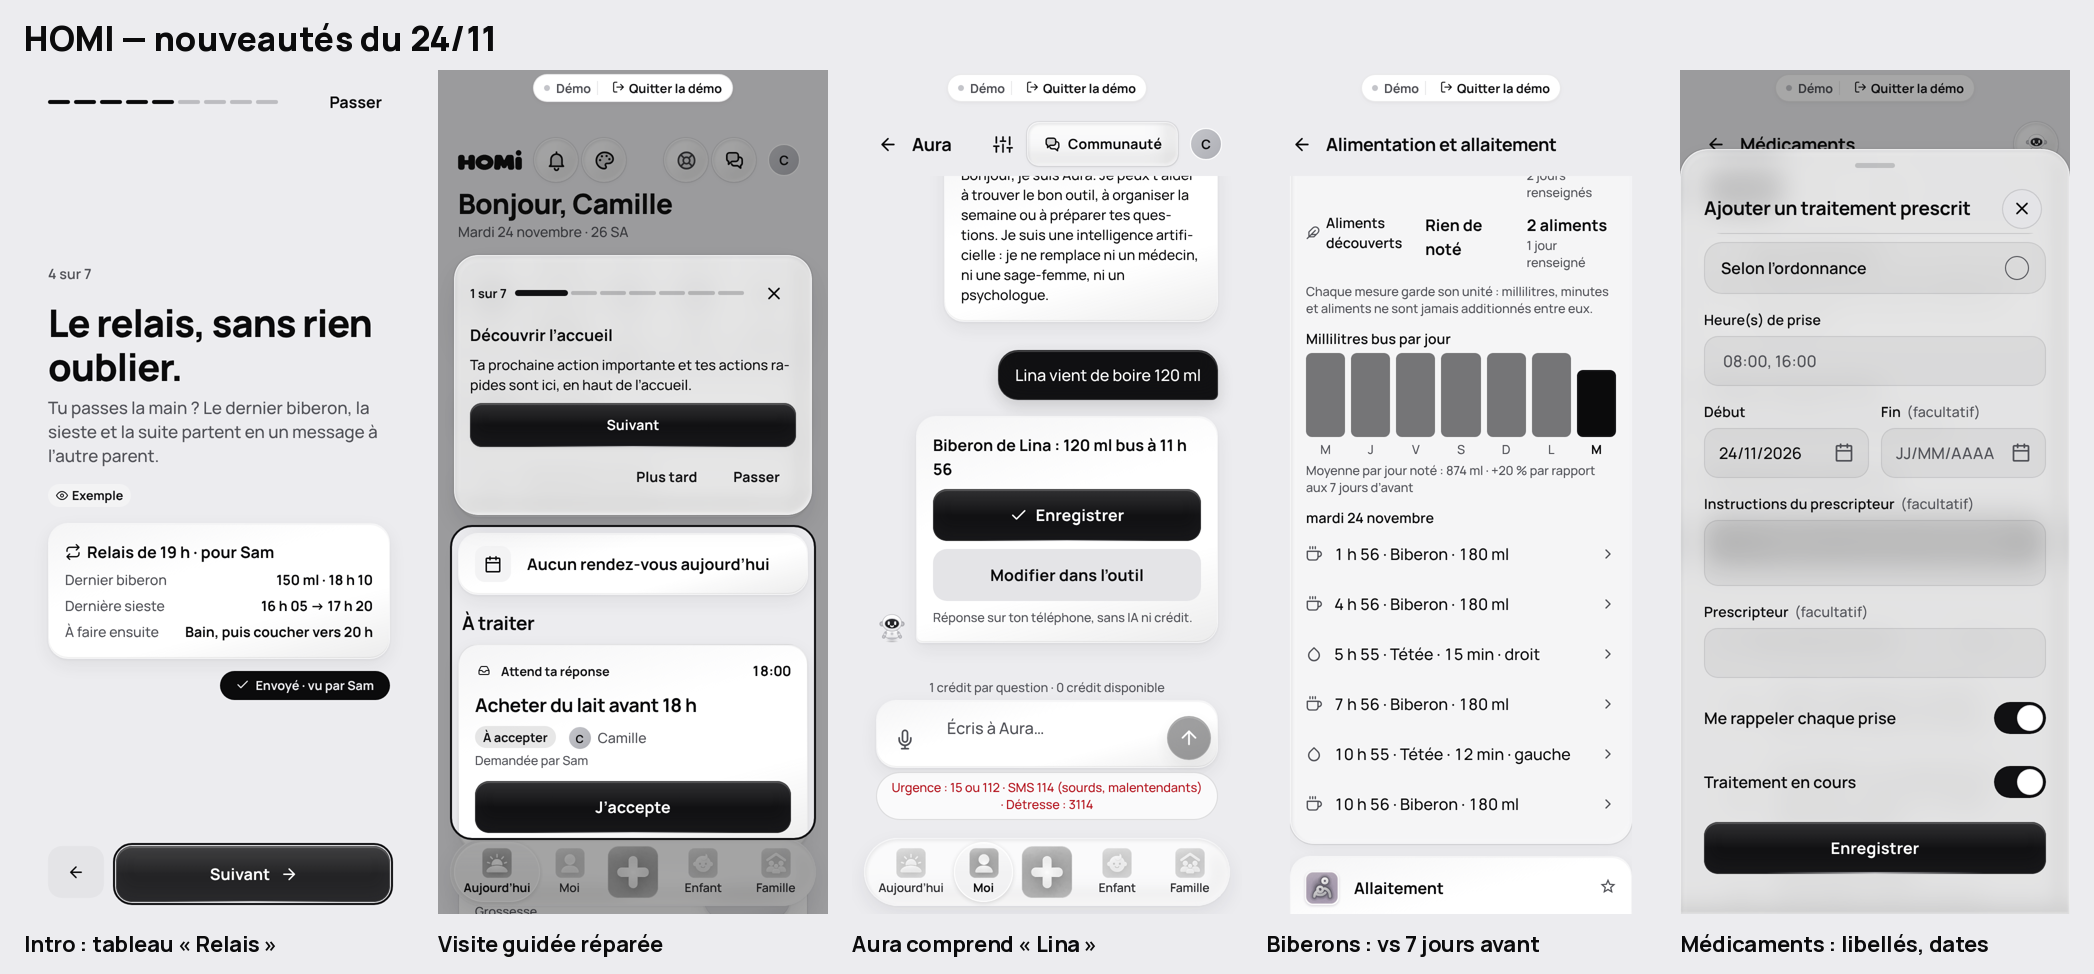 HOMI — nouveautés du 24/11
Passer
4 sur 7
Le relais, sans rien
oublier.
Tu passes la main ? Le dernier biberon, la
sieste et la suite partent en un message à
l'autre parent.
Exemple
Relais de 19 h · pour Sam
Dernier biberon 150 ml · 18 h 10
Dernière sieste 16 h 05 → 17 h 20
À faire ensuite Bain, puis coucher vers 20 h
Envoyé · vu par Sam
Suivant →
Intro : tableau « Relais »
Démo Quitter la démo
HOMi C
Bonjour, Camille
Mardi 24 novembre · 26 SA
1 sur 7
Découvrir l'accueil
Ta prochaine action importante et tes actions ra-
pides sont ici, en haut de l'accueil.
Suivant
Plus tard Passer
Aucun rendez-vous aujourd'hui
À traiter
Attend ta réponse 18:00
Acheter du lait avant 18 h
À accepter C Camille
Demandée par Sam
J'accepte
Aujourd'hui Moi Enfant Famille
Grossesse
Visite guidée réparée
Démo Quitter la démo
Aura Communauté C
Bonjour, je suis Aura. Je peux t'aider
à trouver le bon outil, à organiser la
semaine ou à préparer tes ques-
tions. Je suis une intelligence artifi-
cielle : je ne remplace ni un médecin,
ni une sage-femme, ni un
psychologue.
Lina vient de boire 120 ml
Biberon de Lina : 120 ml bus à 11 h
56
Enregistrer
Modifier dans l'outil
Réponse sur ton téléphone, sans IA ni crédit.
1 crédit par question · 0 crédit disponible
Écris à Aura…
Urgence : 15 ou 112 · SMS 114 (sourds, malentendants)
· Détresse : 3114
Aujourd'hui Moi Enfant Famille
Aura comprend « Lina »
Démo Quitter la démo
Alimentation et allaitement
2 jours
renseignés
Aliments
découverts
Rien de
noté
2 aliments
1 jour
renseigné
Chaque mesure garde son unité : millilitres, minutes
et aliments ne sont jamais additionnés entre eux.
Millilitres bus par jour
M J V S D L M
Moyenne par jour noté : 874 ml · +20 % par rapport
aux 7 jours d'avant
mardi 24 novembre
1 h 56 · Biberon · 180 ml
4 h 56 · Biberon · 180 ml
5 h 55 · Tétée · 15 min · droit
7 h 56 · Biberon · 180 ml
10 h 55 · Tétée · 12 min · gauche
10 h 56 · Biberon · 180 ml
Allaitement
Biberons : vs 7 jours avant
Démo Quitter la démo
Médicaments
Ajouter un traitement prescrit
Selon l'ordonnance
Heure(s) de prise
08:00, 16:00
Début Fin (facultatif)
24/11/2026 JJ/MM/AAAA
Instructions du prescripteur (facultatif)
Prescripteur (facultatif)
Me rappeler chaque prise
Traitement en cours
Enregistrer
Médicaments : libellés, dates